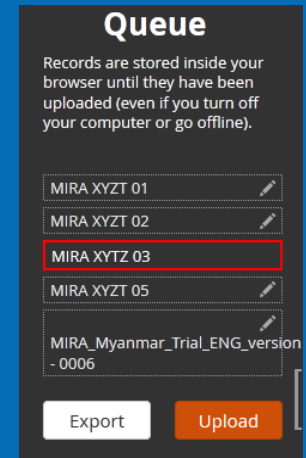 Queue
Records are stored inside your
browser until they have been
uploaded (even if you turn off
your computer or go offline).
MIRA XYZT 01
MIRA XYZT 02
MIRA XYTZ 03
MIRA XYZT 05
MIRA_Myanmar_Trial_ENG_version
- 0006
Export
Upload